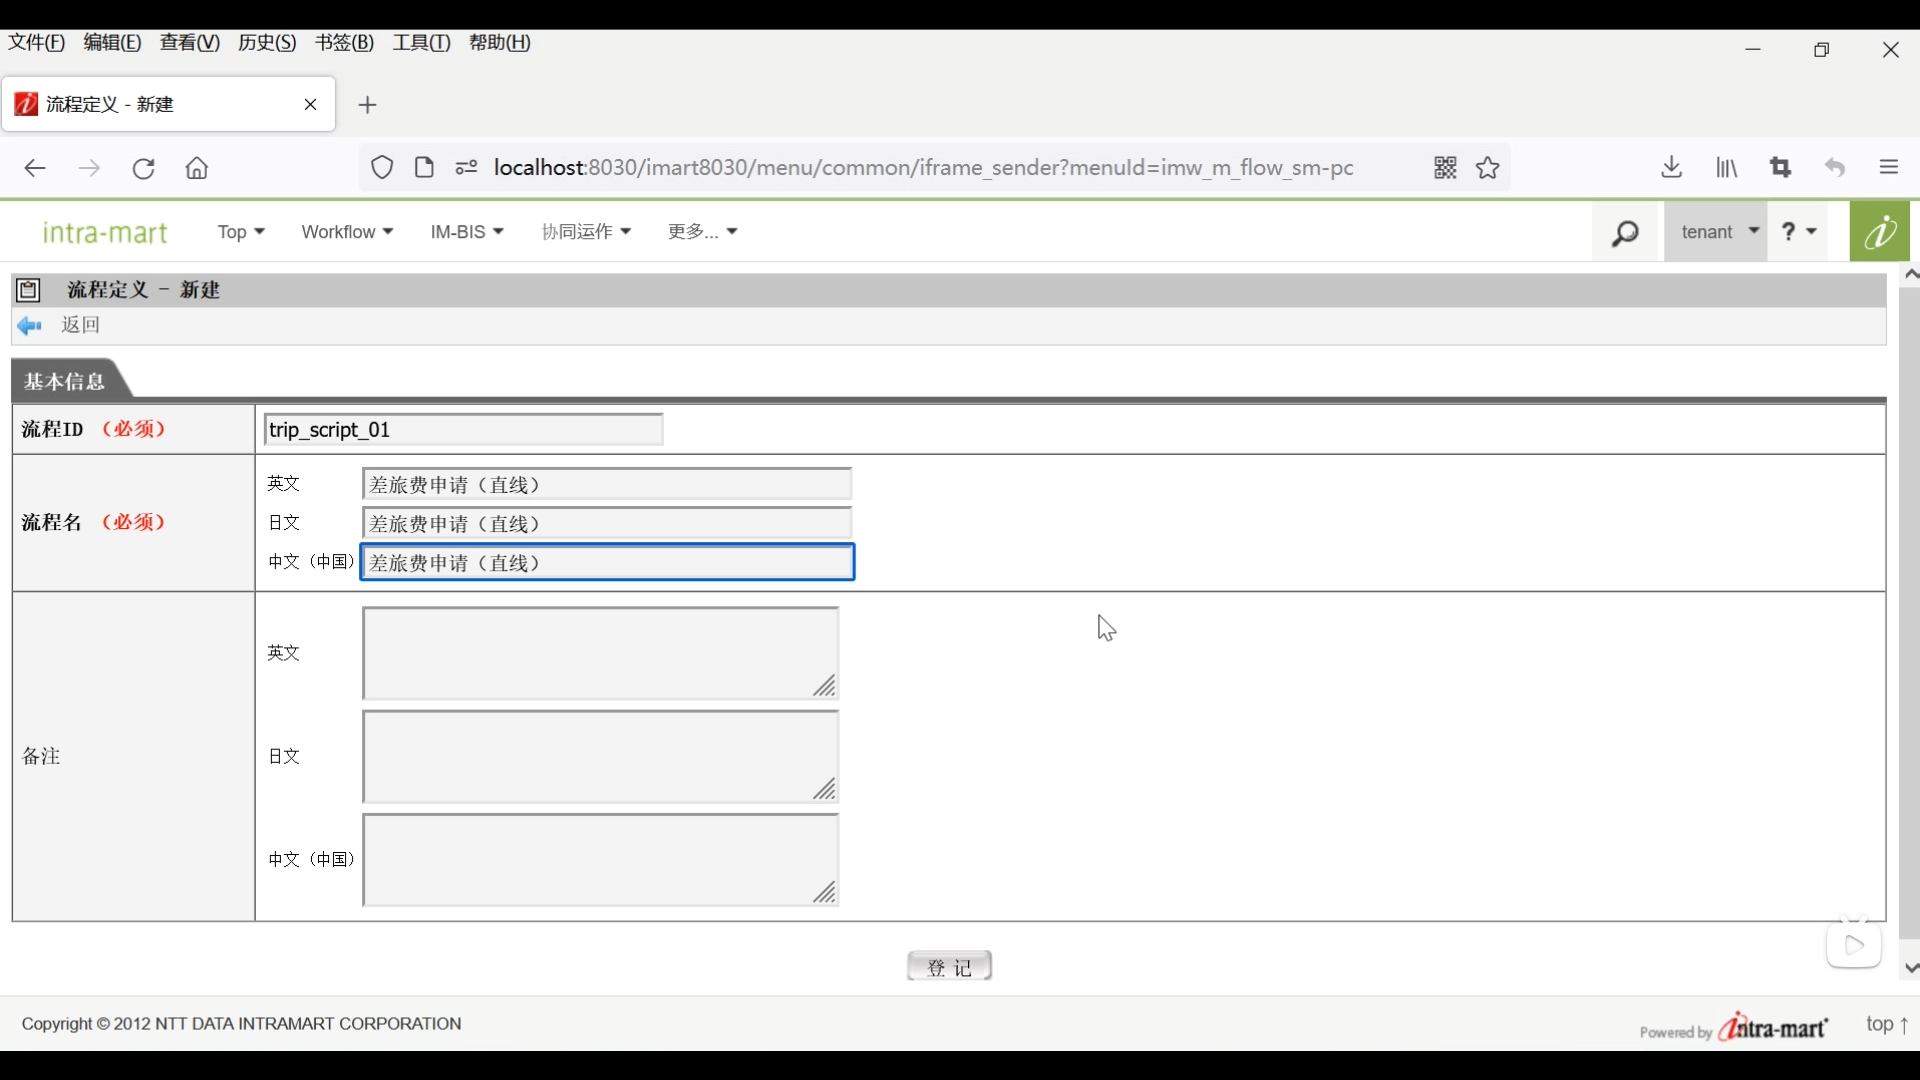 文件(F) 编辑(E) 查看(V) 历史(S) 书签(B) 工具(T) 帮助(H)
流程定义 - 新建
localhost:8030/imart8030/menu/common/iframe_sender?menuId=imw_m_flow_sm-pc
intra-mart Top Workflow IM-BIS 协同运作 更多... tenant ?
流程定义 - 新建
返回
基本信息
流程ID （必须） trip_script_01
英文 差旅费申请（直线）
流程名 （必须） 日文 差旅费申请（直线）
中文（中国） 差旅费申请（直线）
英文
备注 日文
中文（中国）
登 记
Copyright © 2012 NTT DATA INTRAMART CORPORATION
Powered by intra-mart top ↑